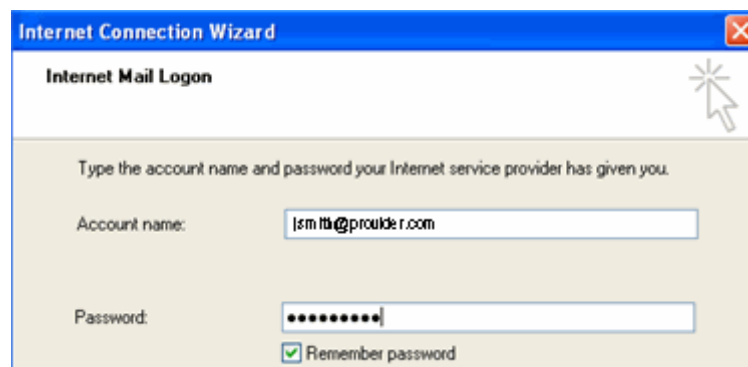 Internet Connection Wizard
Internet Mail Logon
Type the account name and password your Internet service provider has given you.
Account name:
jsmith@provider.com
Password:
•••••••••
Remember password